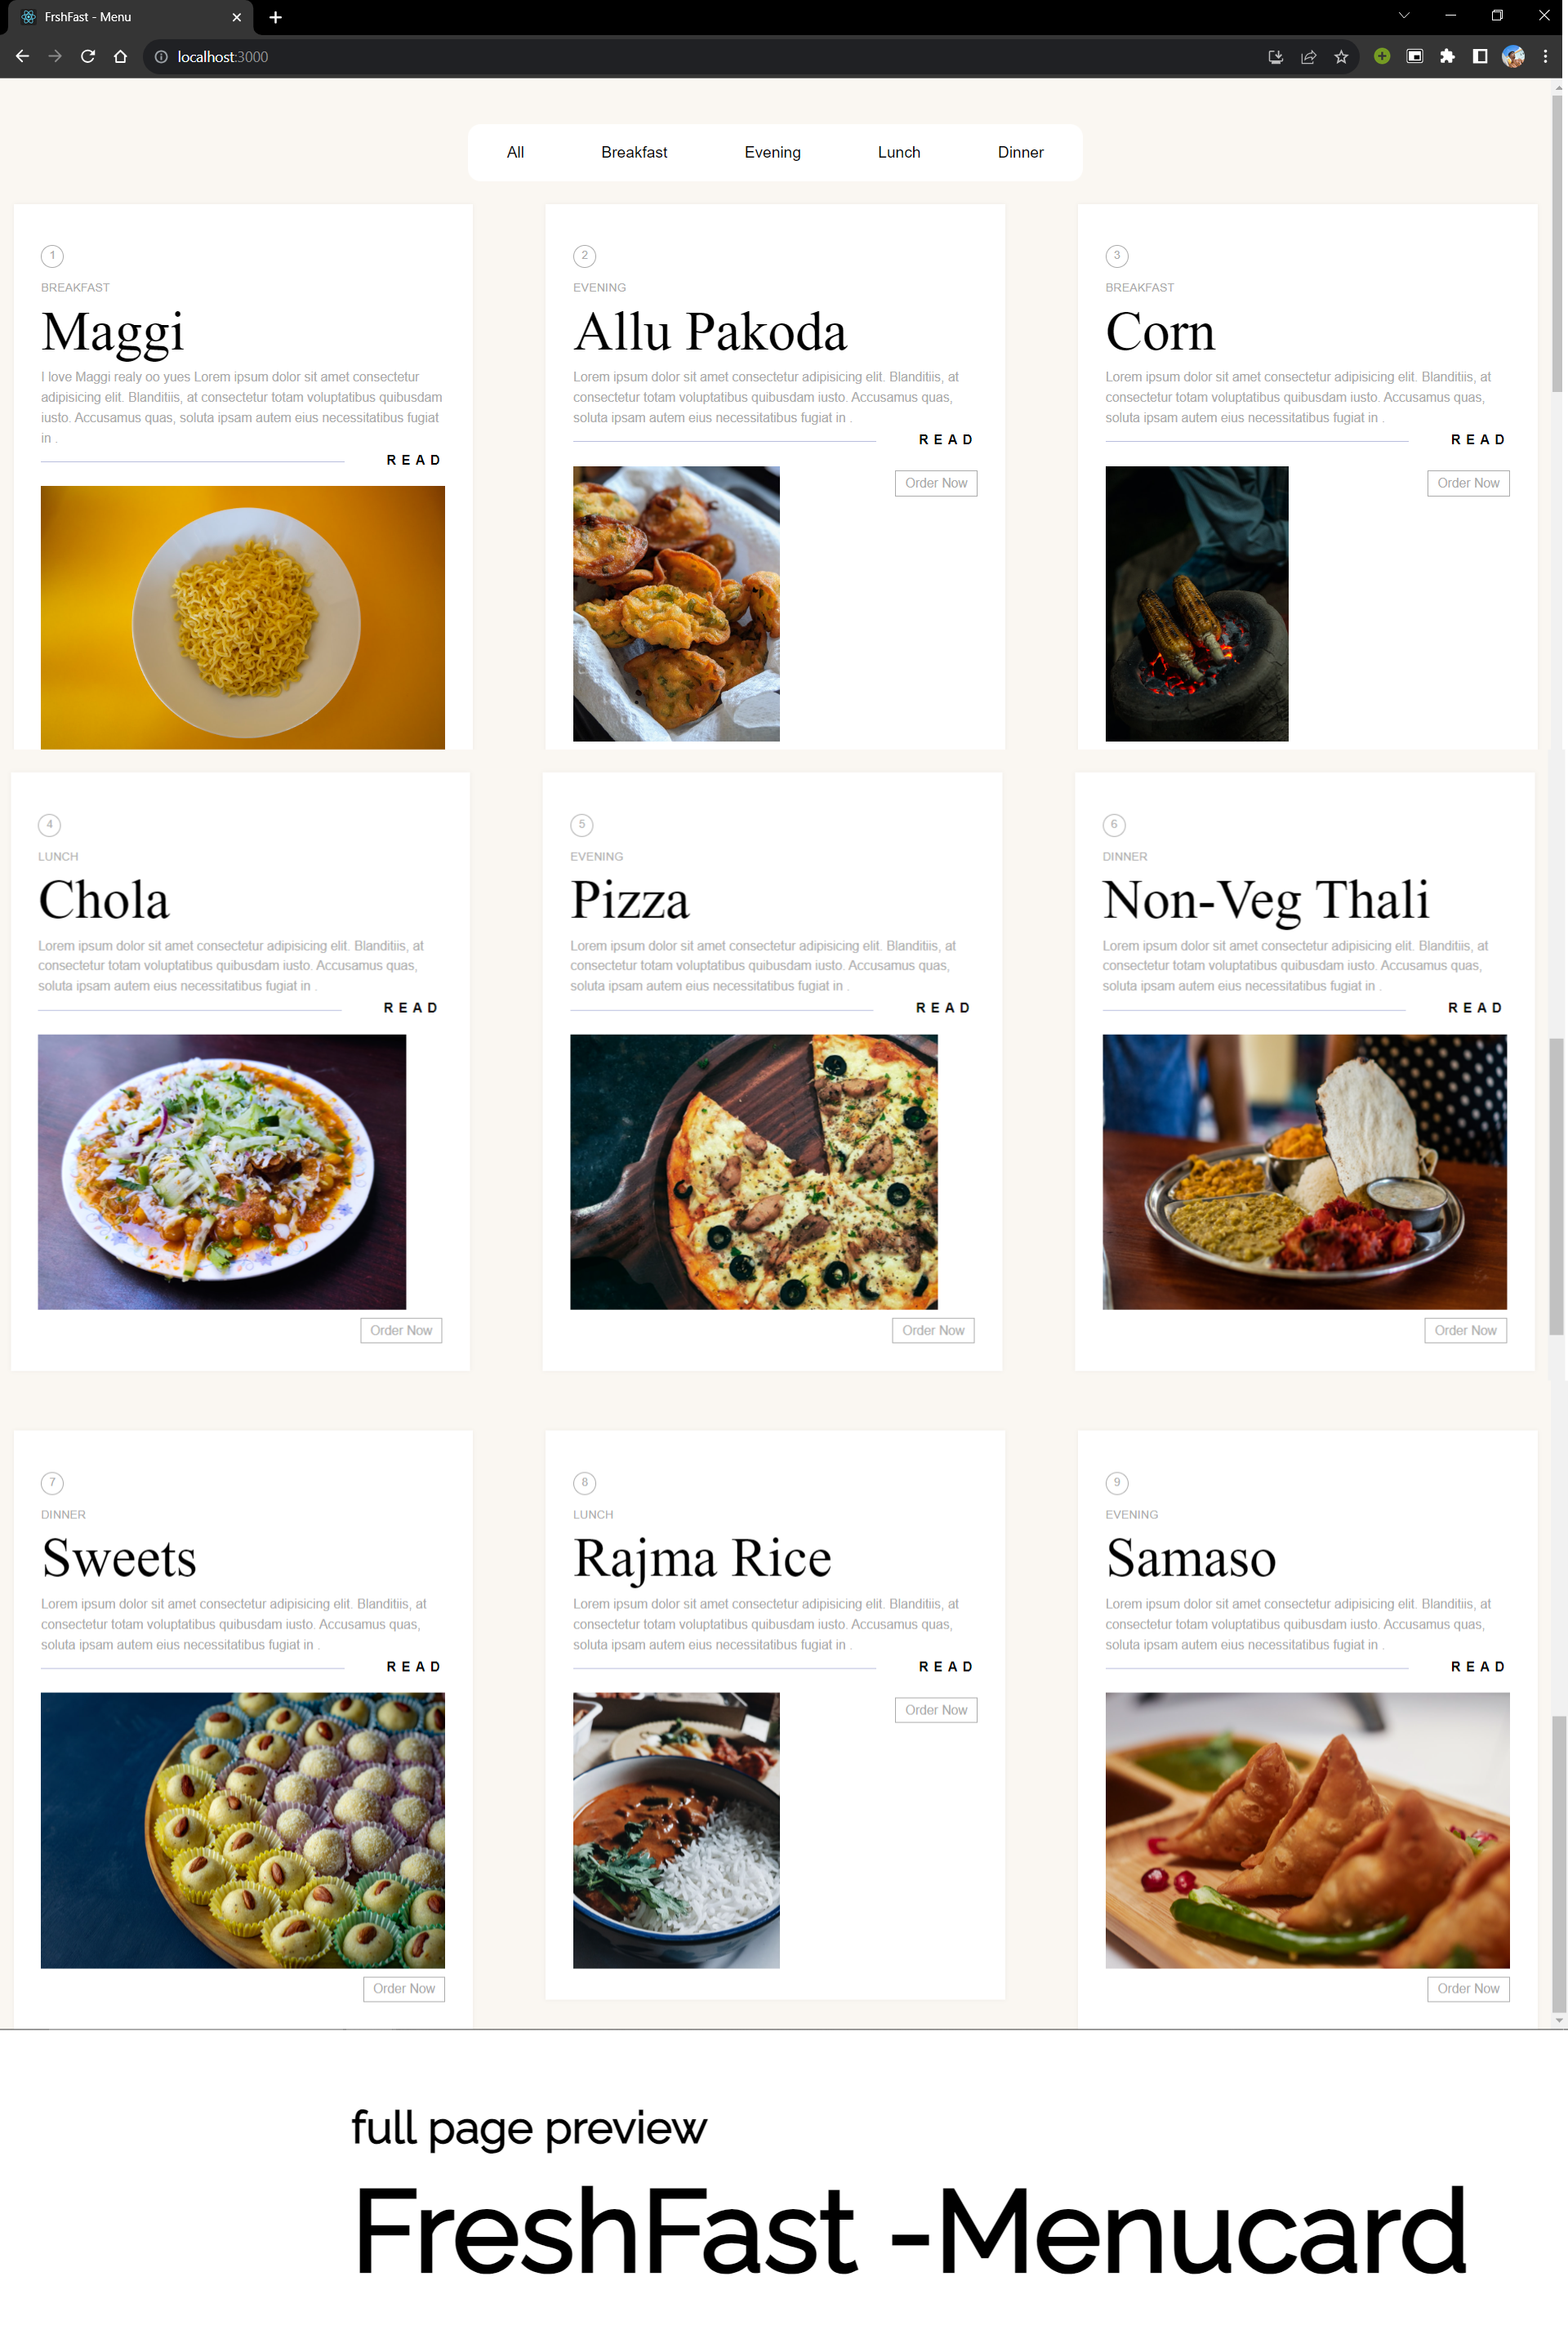 FrshFast - Menu
localhost:3000
All Breakfast Evening Lunch Dinner
1
BREAKFAST
Maggi
I love Maggi realy oo yues Lorem ipsum dolor sit amet consectetur
adipisicing elit. Blanditiis, at consectetur totam voluptatibus quibusdam
iusto. Accusamus quas, soluta ipsam autem eius necessitatibus fugiat
in .
READ
2
EVENING
Allu Pakoda
Lorem ipsum dolor sit amet consectetur adipisicing elit. Blanditiis, at
consectetur totam voluptatibus quibusdam iusto. Accusamus quas,
soluta ipsam autem eius necessitatibus fugiat in .
READ
Order Now
3
BREAKFAST
Corn
Lorem ipsum dolor sit amet consectetur adipisicing elit. Blanditiis, at
consectetur totam voluptatibus quibusdam iusto. Accusamus quas,
soluta ipsam autem eius necessitatibus fugiat in .
READ
Order Now
4
LUNCH
Chola
Lorem ipsum dolor sit amet consectetur adipisicing elit. Blanditiis, at
consectetur totam voluptatibus quibusdam iusto. Accusamus quas,
soluta ipsam autem eius necessitatibus fugiat in .
READ
Order Now
5
EVENING
Pizza
Lorem ipsum dolor sit amet consectetur adipisicing elit. Blanditiis, at
consectetur totam voluptatibus quibusdam iusto. Accusamus quas,
soluta ipsam autem eius necessitatibus fugiat in .
READ
Order Now
6
DINNER
Non-Veg Thali
Lorem ipsum dolor sit amet consectetur adipisicing elit. Blanditiis, at
consectetur totam voluptatibus quibusdam iusto. Accusamus quas,
soluta ipsam autem eius necessitatibus fugiat in .
READ
Order Now
7
DINNER
Sweets
Lorem ipsum dolor sit amet consectetur adipisicing elit. Blanditiis, at
consectetur totam voluptatibus quibusdam iusto. Accusamus quas,
soluta ipsam autem eius necessitatibus fugiat in .
READ
Order Now
8
LUNCH
Rajma Rice
Lorem ipsum dolor sit amet consectetur adipisicing elit. Blanditiis, at
consectetur totam voluptatibus quibusdam iusto. Accusamus quas,
soluta ipsam autem eius necessitatibus fugiat in .
READ
Order Now
9
EVENING
Samaso
Lorem ipsum dolor sit amet consectetur adipisicing elit. Blanditiis, at
consectetur totam voluptatibus quibusdam iusto. Accusamus quas,
soluta ipsam autem eius necessitatibus fugiat in .
READ
Order Now
full page preview
FreshFast -Menucard